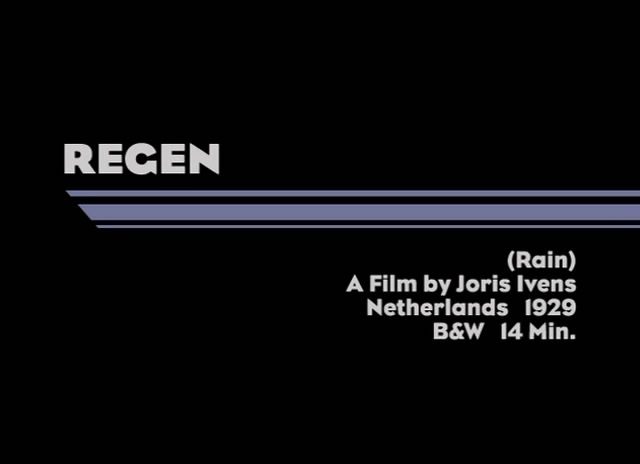 REGEN
(Rain)
A Film by Joris Ivens
Netherlands 1929
B&W 14 Min.